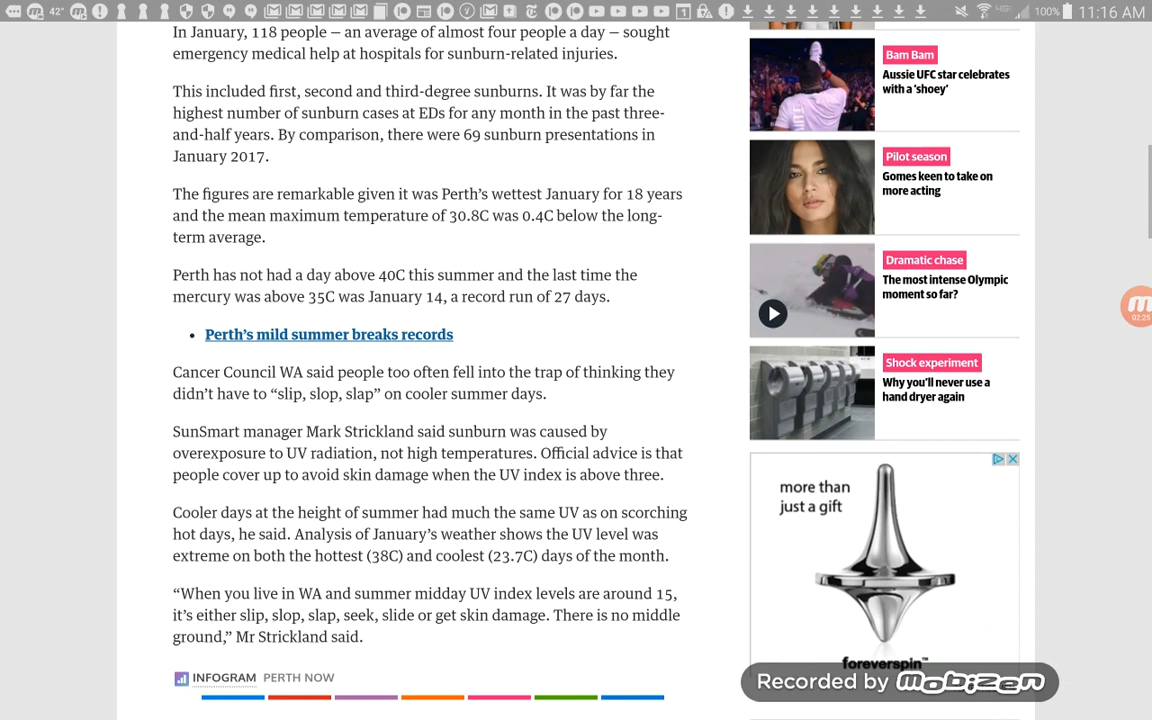 42°
4G
100%
11:16 AM
In January, 118 people – an average of almost four people a day – sought
emergency medical help at hospitals for sunburn-related injuries.
This included first, second and third-degree sunburns. It was by far the
highest number of sunburn cases at EDs for any month in the past three-
and-half years. By comparison, there were 69 sunburn presentations in
January 2017.
The figures are remarkable given it was Perth’s wettest January for 18 years
and the mean maximum temperature of 30.8C was 0.4C below the long-
term average.
Perth has not had a day above 40C this summer and the last time the
mercury was above 35C was January 14, a record run of 27 days.
• Perth’s mild summer breaks records
Cancer Council WA said people too often fell into the trap of thinking they
didn’t have to “slip, slop, slap” on cooler summer days.
SunSmart manager Mark Strickland said sunburn was caused by
overexposure to UV radiation, not high temperatures. Official advice is that
people cover up to avoid skin damage when the UV index is above three.
Cooler days at the height of summer had much the same UV as on scorching
hot days, he said. Analysis of January’s weather shows the UV level was
extreme on both the hottest (38C) and coolest (23.7C) days of the month.
“When you live in WA and summer midday UV index levels are around 15,
it’s either slip, slop, slap, seek, slide or get skin damage. There is no middle
ground,” Mr Strickland said.
INFOGRAM PERTH NOW
Bam Bam
Aussie UFC star celebrates
with a ‘shoey’
Pilot season
Gomes keen to take on
more acting
Dramatic chase
The most intense Olympic
moment so far?
Shock experiment
Why you’ll never use a
hand dryer again
more than
just a gift
foreverspin™
02:25
Recorded by mobizen